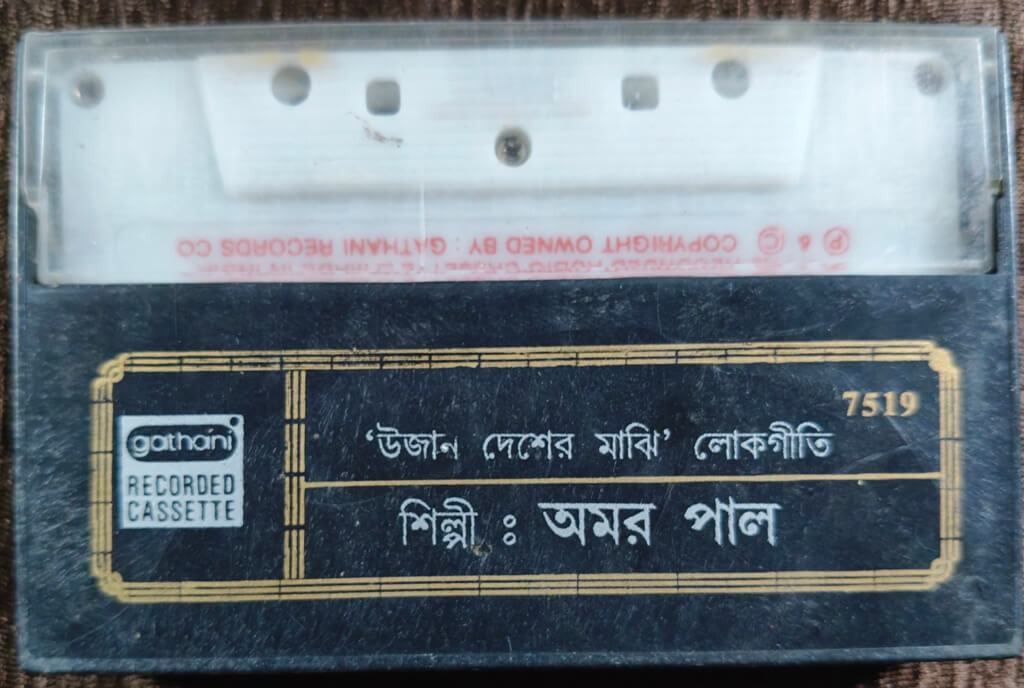 Ⓟ & Ⓒ COPYRIGHT OWNED BY : GATHANI RECORDS CO
7519
gathani
RECORDED
CASSETTE
‘উজান দেশের মাঝি’ লোকগীতি
শিল্পী : অমর পাল